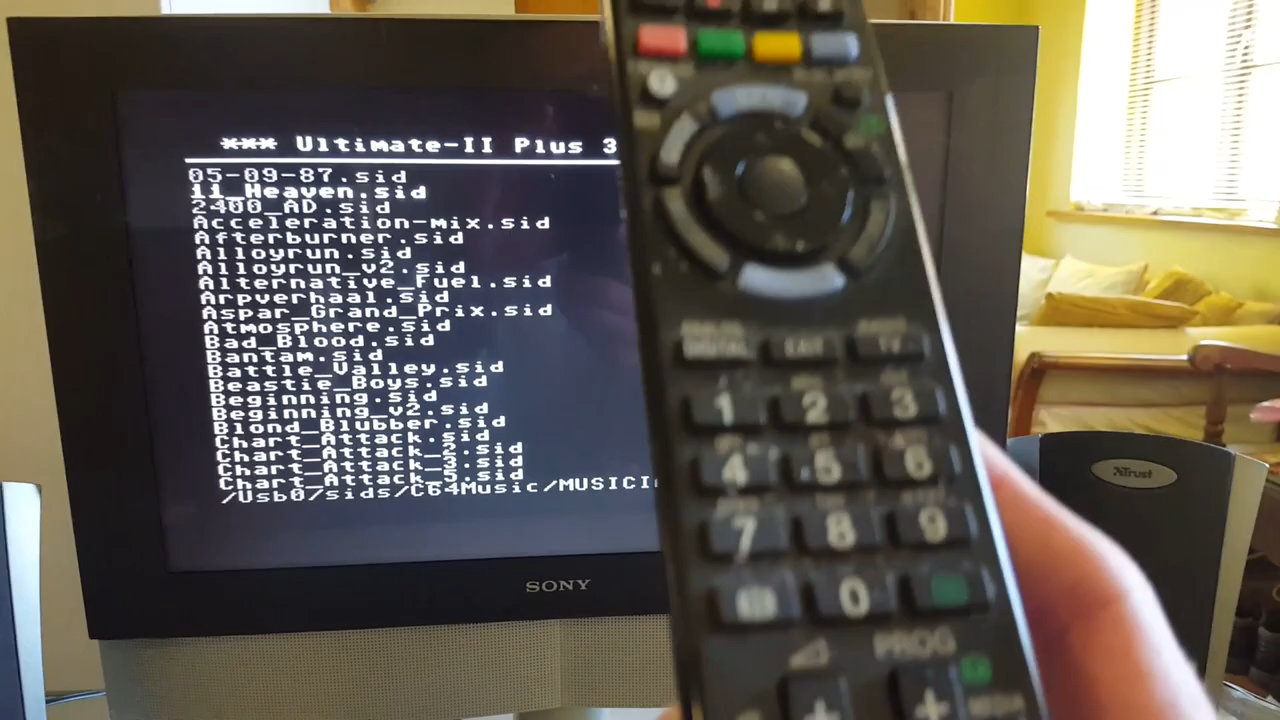 *** Ultimate-II Plus 3
05-09-87.sid
11_Heaven.sid
2400_AD.sid
Acceleration-mix.sid
Afterburner.sid
Alloyrun.sid
Alloyrun_v2.sid
Alternative_Fuel.sid
Arpverhaal.sid
Aspar_Grand_Prix.sid
Atmosphere.sid
Bad_Blood.sid
Bantam.sid
Battle_Valley.sid
Beastie_Boys.sid
Beginning.sid
Beginning_v2.sid
Blond_Blubber.sid
Chart_Attack.sid
Chart_Attack_2.sid
Chart_Attack_3.sid
Chart_Attack_5.sid
/Usb0/sids/C64Music/MUSICI
SONY
DIGITAL EXIT TV
1 2 3
4 5 6
7 8 9
0
PROG
+ +
Trust